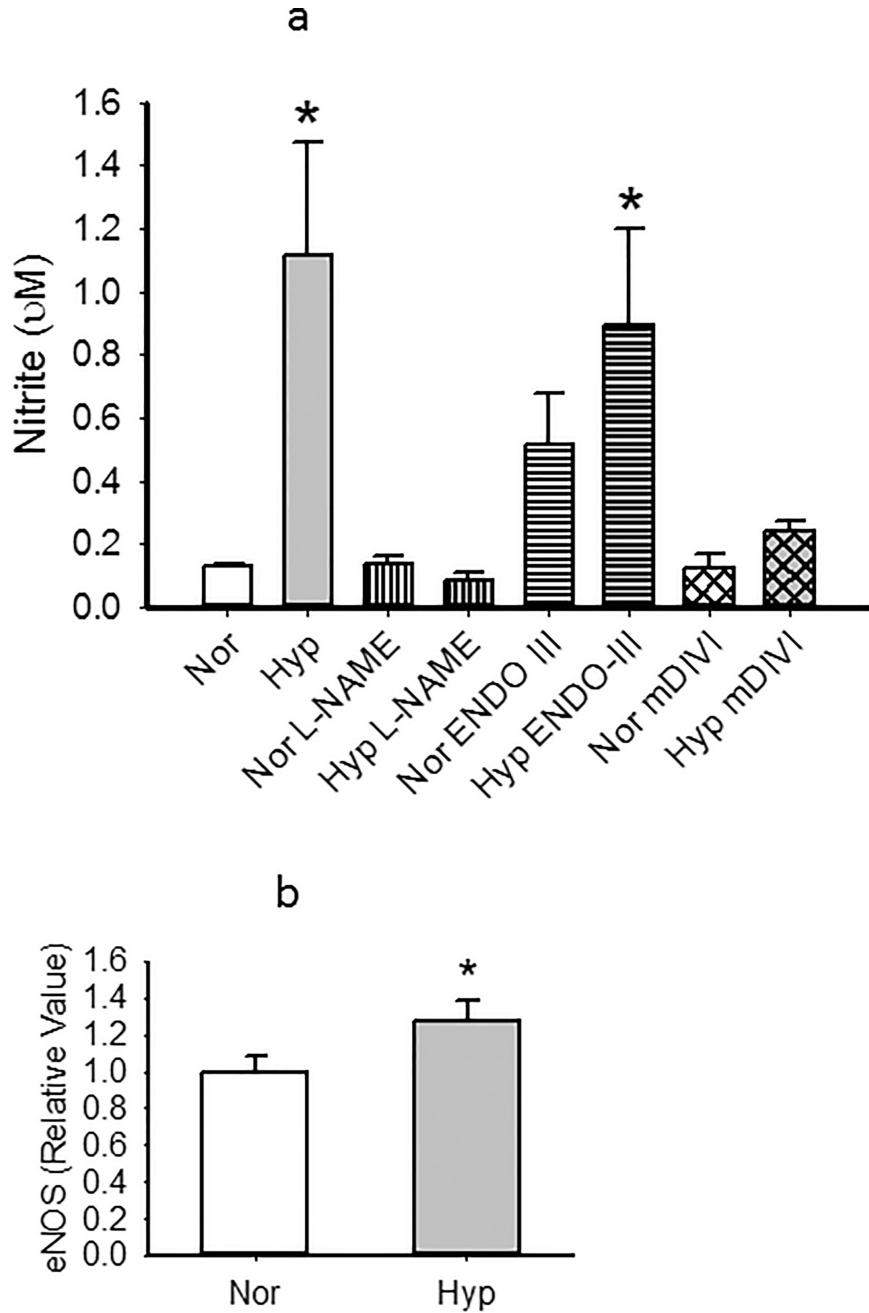 a
Nitrite (υM)
1.6
1.4
1.2
1.0
0.8
0.6
0.4
0.2
0.0
*
*
Nor
Hyp
Nor L-NAME
Hyp L-NAME
Nor ENDO III
Hyp ENDO-III
Nor mDIVI
Hyp mDIVI
b
eNOS (Relative Value)
1.6
1.4
1.2
1.0
0.8
0.6
0.4
0.2
0.0
*
Nor
Hyp